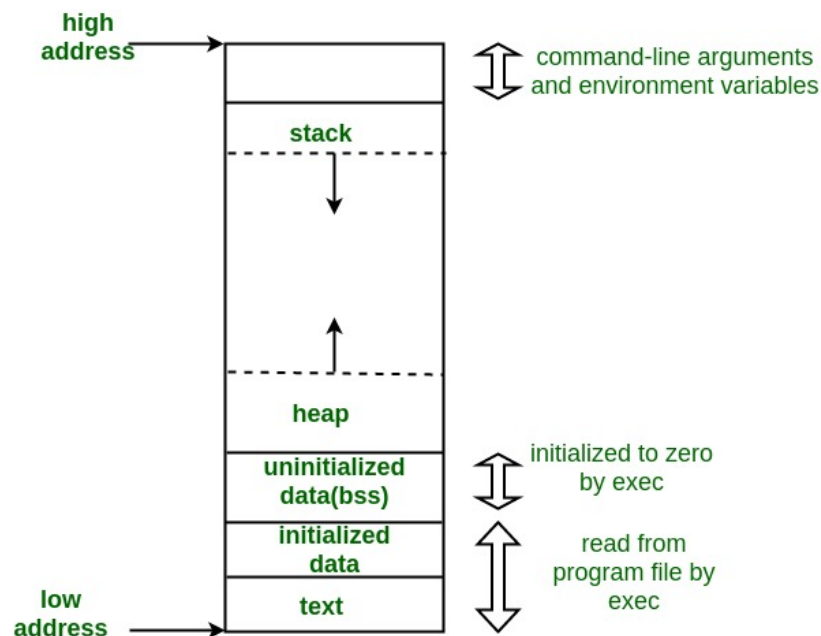 high
address
command-line arguments
and environment variables
stack
heap
uninitialized
data(bss)
initialized to zero
by exec
initialized
data
read from
program file by
exec
text
low
address